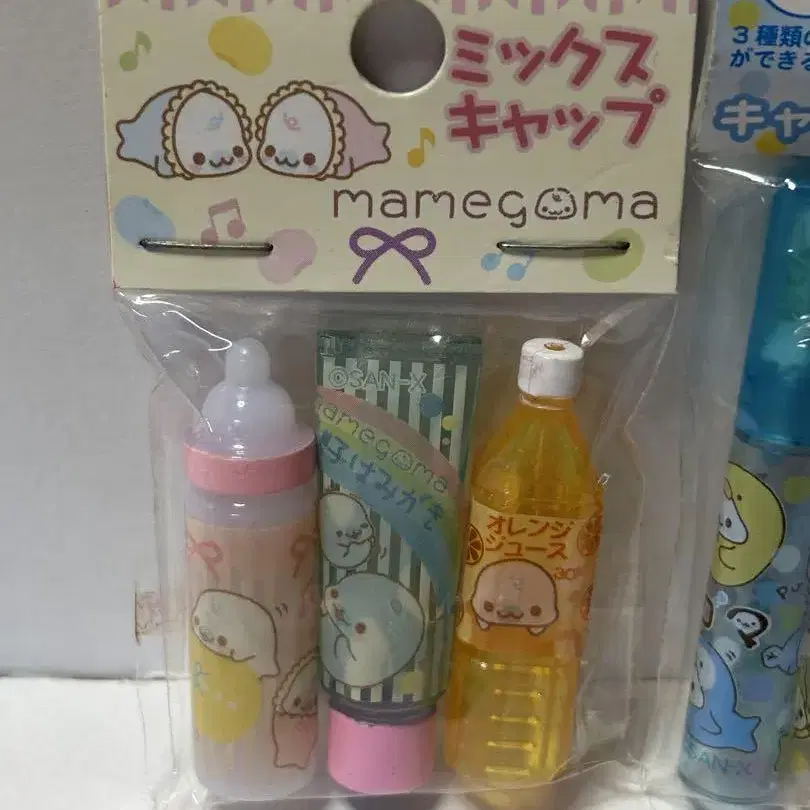 ミックス
キャップ
mamegoma
©SAN-X
mamegoma
子はみがき
オレンジ
ジュース
3種類の
ができる
キャ
SAN-X